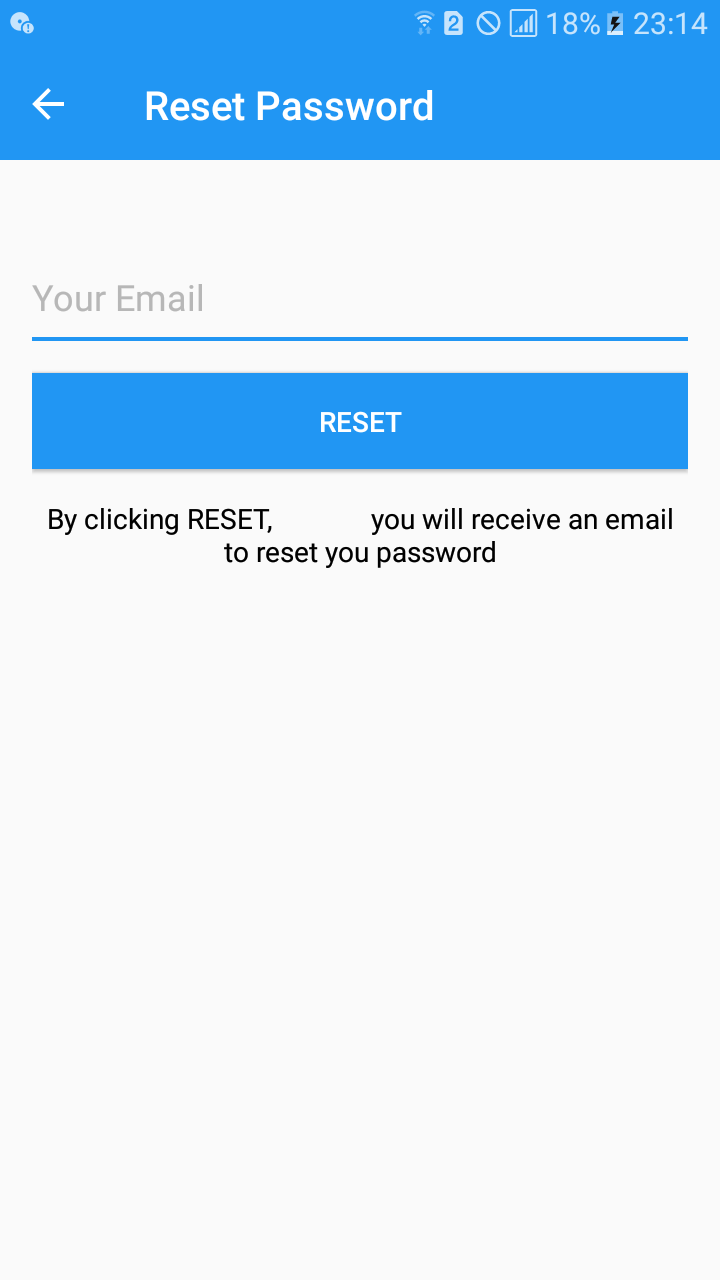 2 18% 23:14
Reset Password
Your Email
RESET
By clicking RESET, you will receive an email
to reset you password